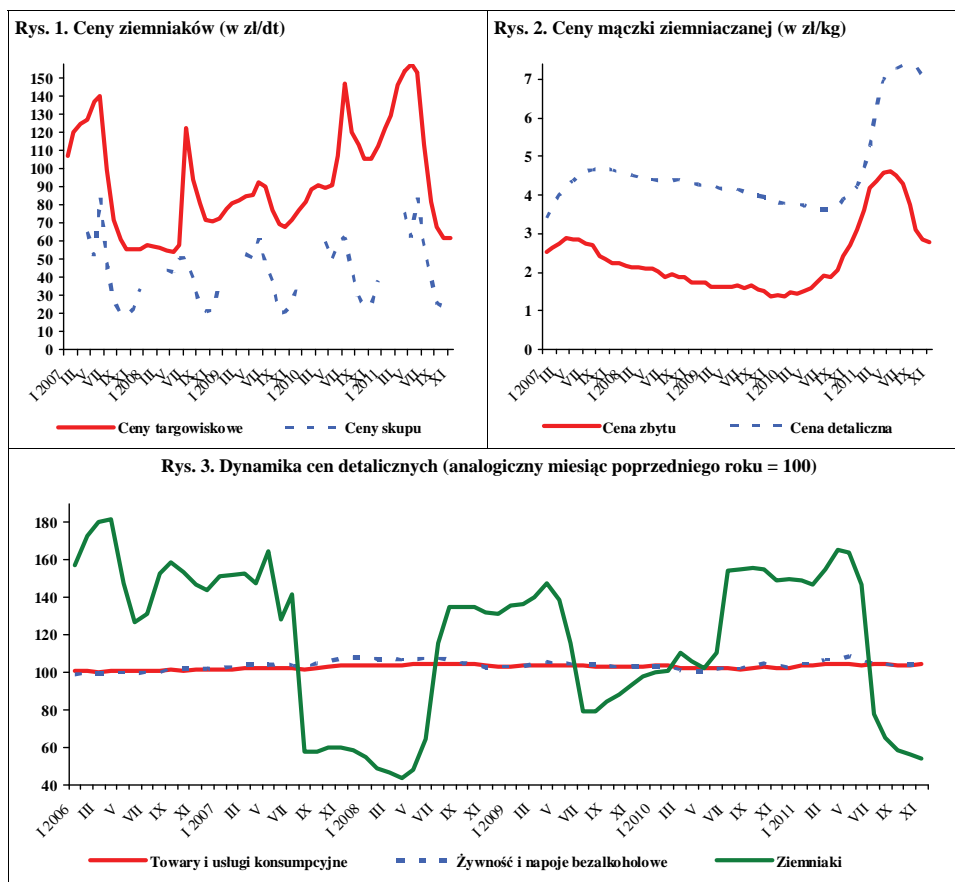 Rys. 1. Ceny ziemniaków (w zł/dt)
150
140
130
120
110
100
90
80
70
60
50
40
30
20
10
0
I 2007
III
V
VII
IX
XI
I 2008
III
V
VII
IX
XI
I 2009
III
V
VII
IX
XI
I 2010
III
V
VII
IX
XI
I 2011
III
V
VII
IX
XI
Ceny targowiskowe
Ceny skupu
Rys. 2. Ceny mączki ziemniaczanej (w zł/kg)
7
6
5
4
3
2
1
0
I 2007
III
V
VII
IX
XI
I 2008
III
V
VII
IX
XI
I 2009
III
V
VII
IX
XI
I 2010
III
V
VII
IX
XI
I 2011
III
V
VII
IX
XI
Cena zbytu
Cena detaliczna
Rys. 3. Dynamika cen detalicznych (analogiczny miesiąc poprzedniego roku = 100)
180
160
140
120
100
80
60
40
I 2006
III
V
VII
IX
XI
I 2007
III
V
VII
IX
XI
I 2008
III
V
VII
IX
XI
I 2009
III
V
VII
IX
XI
I 2010
III
V
VII
IX
XI
I 2011
III
V
VII
IX
XI
Towary i usługi konsumpcyjne
Żywność i napoje bezalkoholowe
Ziemniaki